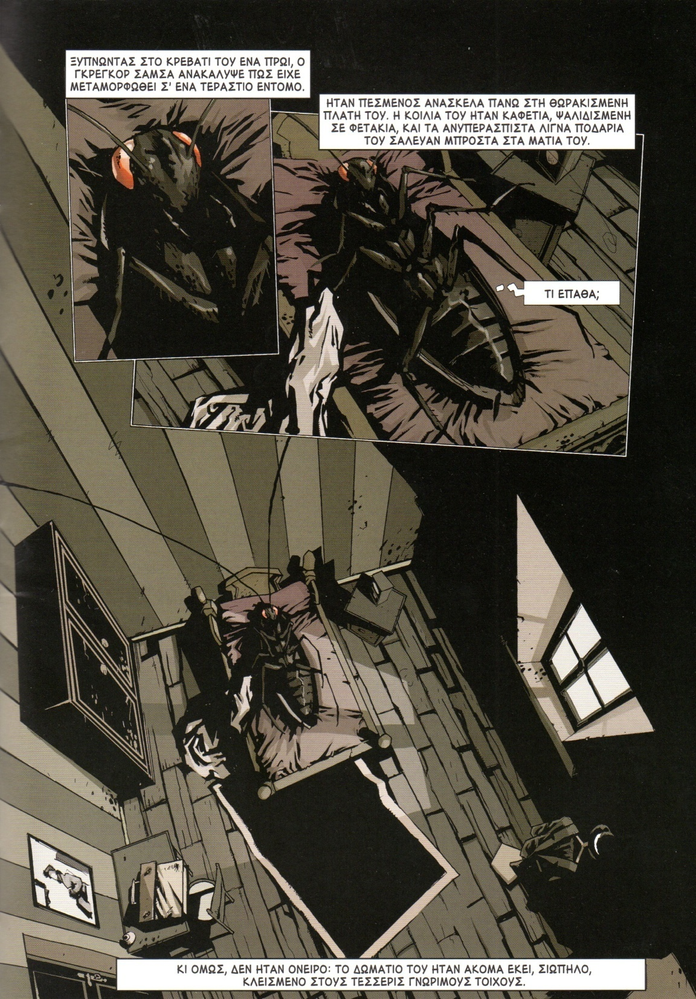 ΞΥΠΝΩΝΤΑΣ ΣΤΟ ΚΡΕΒΑΤΙ ΤΟΥ ΕΝΑ ΠΡΩΙ, Ο
ΓΚΡΕΓΚΟΡ ΣΑΜΣΑ ΑΝΑΚΑΛΥΨΕ ΠΩΣ ΕΙΧΕ
ΜΕΤΑΜΟΡΦΩΘΕΙ Σ' ΕΝΑ ΤΕΡΑΣΤΙΟ ΕΝΤΟΜΟ.
ΗΤΑΝ ΠΕΣΜΕΝΟΣ ΑΝΑΣΚΕΛΑ ΠΑΝΩ ΣΤΗ ΘΩΡΑΚΙΣΜΕΝΗ
ΠΛΑΤΗ ΤΟΥ. Η ΚΟΙΛΙΑ ΤΟΥ ΗΤΑΝ ΚΑΦΕΤΙΑ, ΨΑΛΙΔΙΣΜΕΝΗ
ΣΕ ΦΕΤΑΚΙΑ, ΚΑΙ ΤΑ ΑΝΥΠΕΡΑΣΠΙΣΤΑ ΛΙΓΝΑ ΠΟΔΑΡΙΑ
ΤΟΥ ΣΑΛΕΥΑΝ ΜΠΡΟΣΤΑ ΣΤΑ ΜΑΤΙΑ ΤΟΥ.
ΤΙ ΕΠΑΘΑ;
ΚΙ ΟΜΩΣ, ΔΕΝ ΗΤΑΝ ΟΝΕΙΡΟ: ΤΟ ΔΩΜΑΤΙΟ ΤΟΥ ΗΤΑΝ ΑΚΟΜΑ ΕΚΕΙ, ΣΙΩΠΗΛΟ,
ΚΛΕΙΣΜΕΝΟ ΣΤΟΥΣ ΤΕΣΣΕΡΙΣ ΓΝΩΡΙΜΟΥΣ ΤΟΙΧΟΥΣ.